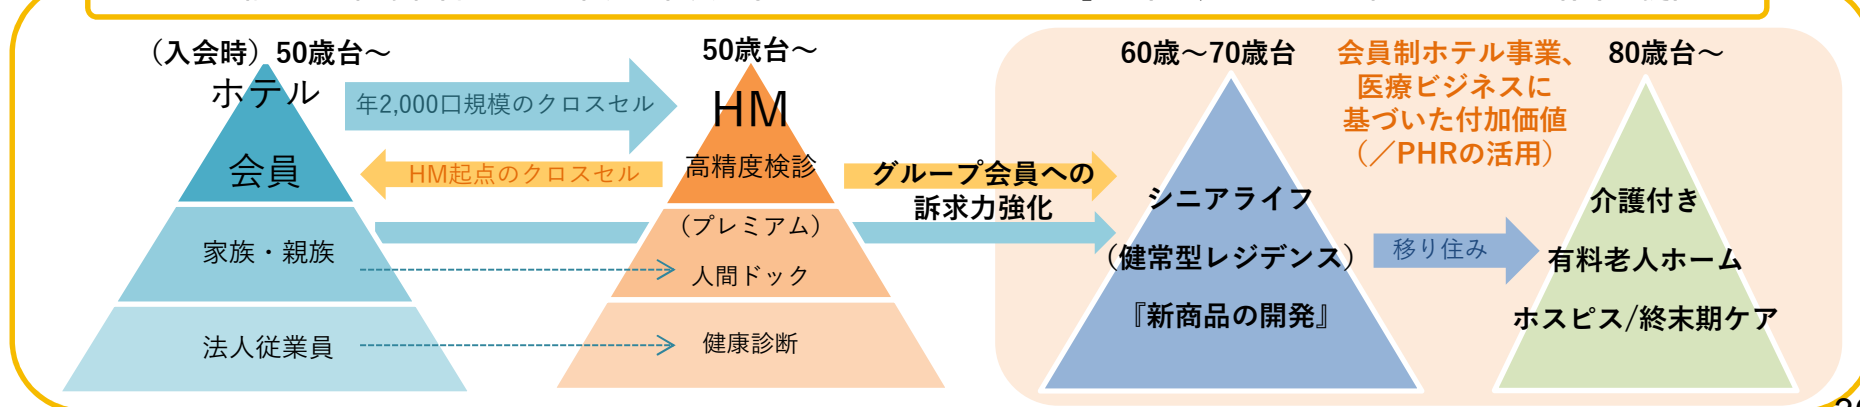 （入会時）50歳台～
ホテル
会員
家族・親族
法人従業員
年2,000口規模のクロスセル
HM起点のクロスセル
50歳台～
HM
高精度検診
（プレミアム）
人間ドック
健康診断
グループ会員への
訴求力強化
60歳～70歳台
シニアライフ
（健常型レジデンス）
『新商品の開発』
会員制ホテル事業、
医療ビジネスに
基づいた付加価値
（／PHRの活用）
移り住み
80歳台～
介護付き
有料老人ホーム
ホスピス/終末期ケア